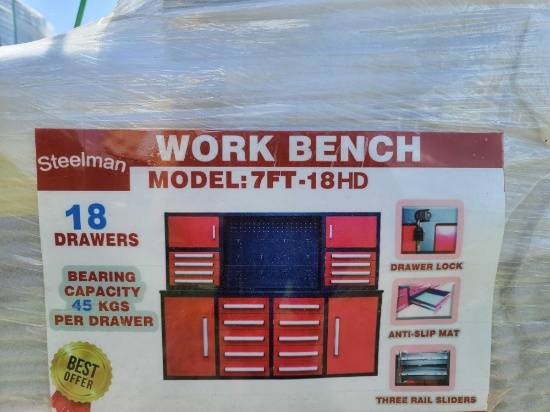 Steelman
WORK BENCH
MODEL: 7FT-18HD
18
DRAWERS
BEARING
CAPACITY
45 KGS
PER DRAWER
BEST
OFFER
DRAWER LOCK
ANTI-SLIP MAT
THREE RAIL SLIDERS